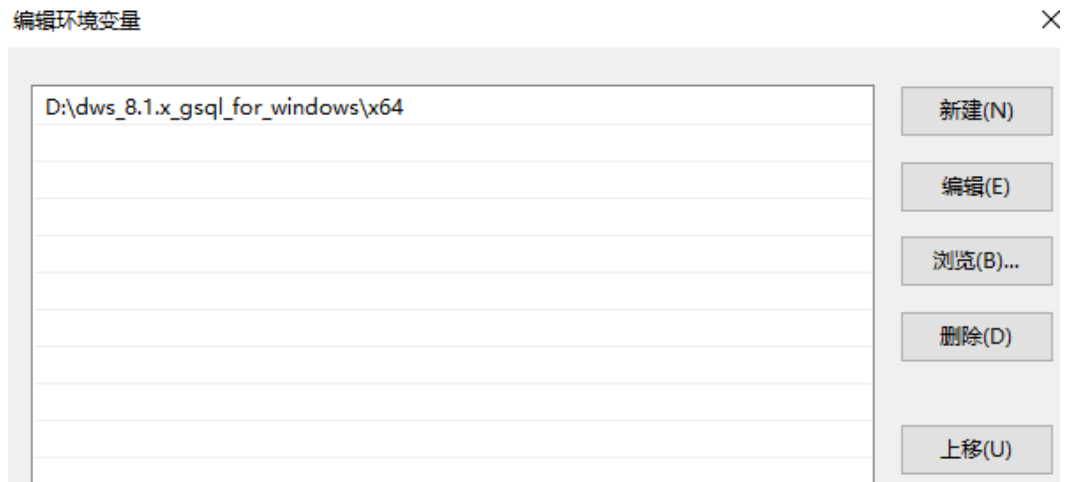 编辑环境变量
D:\dws_8.1.x_gsql_for_windows\x64
新建(N)
编辑(E)
浏览(B)...
删除(D)
上移(U)